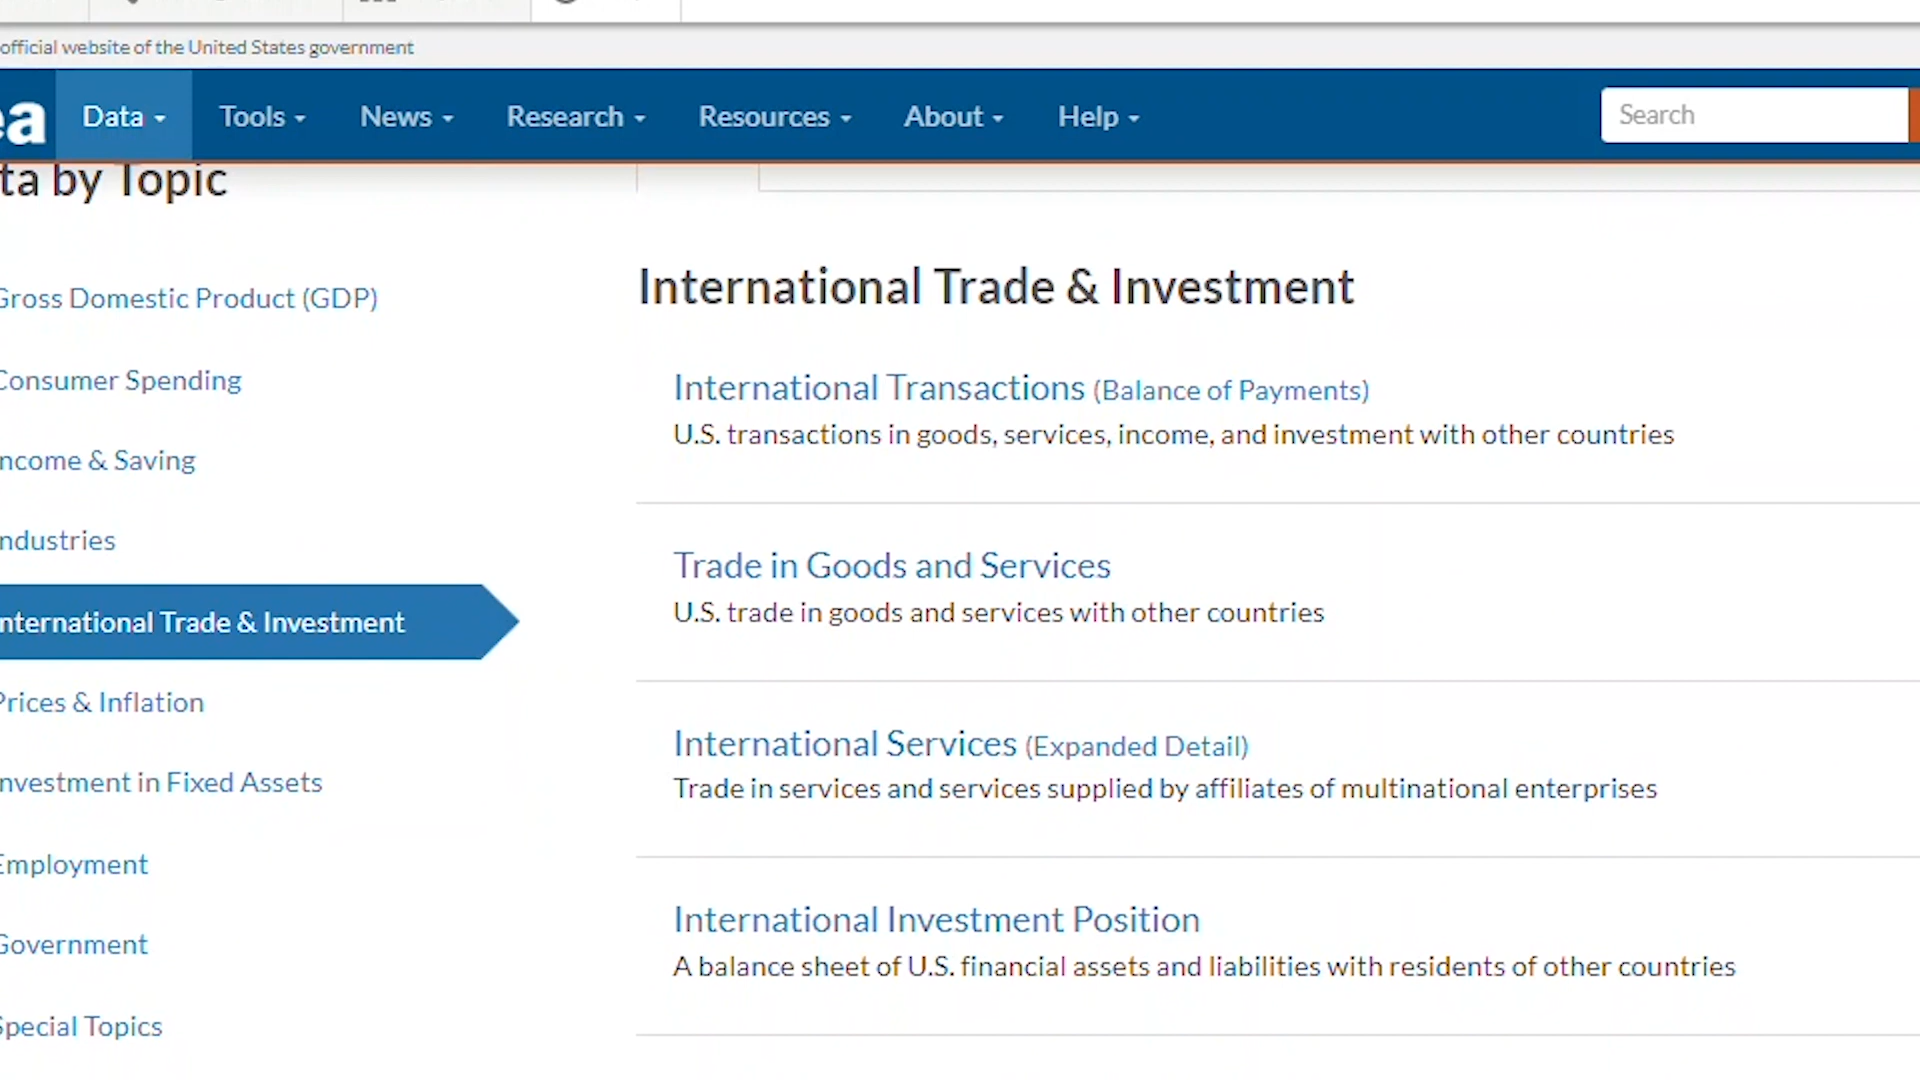 official website of the United States government
ea
Data
Tools
News
Research
Resources
About
Help
Search
ta by Topic
Gross Domestic Product (GDP)
Consumer Spending
ncome & Saving
ndustries
nternational Trade & Investment
Prices & Inflation
nvestment in Fixed Assets
Employment
Government
Special Topics
International Trade & Investment
International Transactions (Balance of Payments)
U.S. transactions in goods, services, income, and investment with other countries
Trade in Goods and Services
U.S. trade in goods and services with other countries
International Services (Expanded Detail)
Trade in services and services supplied by affiliates of multinational enterprises
International Investment Position
A balance sheet of U.S. financial assets and liabilities with residents of other countries